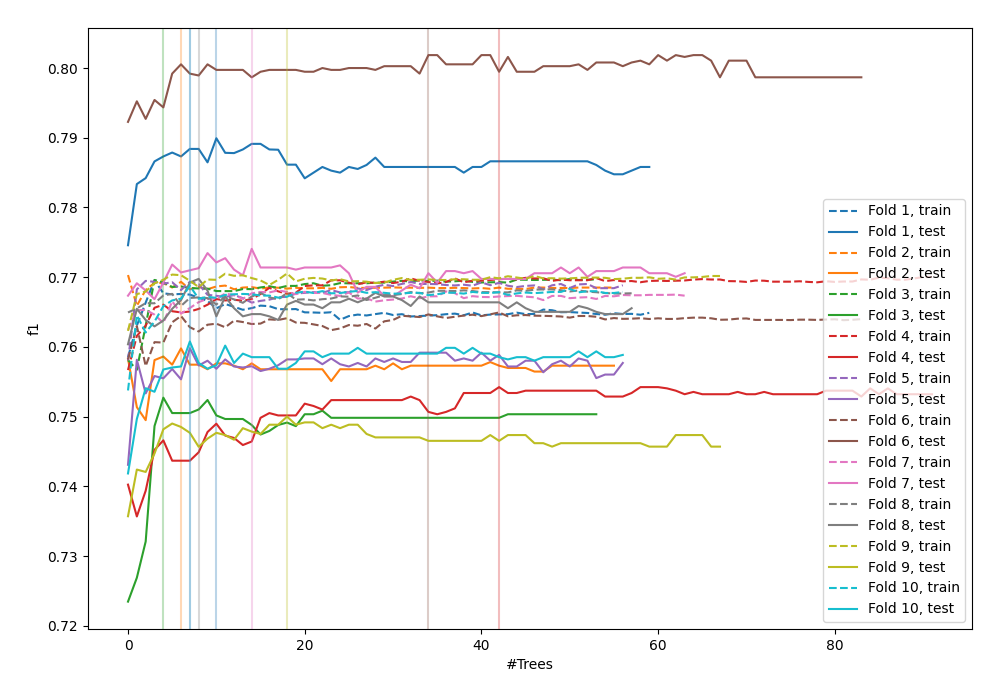 0.80
0.79
0.78
0.77
0.76
0.75
0.74
0.73
0.72
f1
0
20
40
60
80
#Trees
Fold 1, train
Fold 1, test
Fold 2, train
Fold 2, test
Fold 3, train
Fold 3, test
Fold 4, train
Fold 4, test
Fold 5, train
Fold 5, test
Fold 6, train
Fold 6, test
Fold 7, train
Fold 7, test
Fold 8, train
Fold 8, test
Fold 9, train
Fold 9, test
Fold 10, train
Fold 10, test